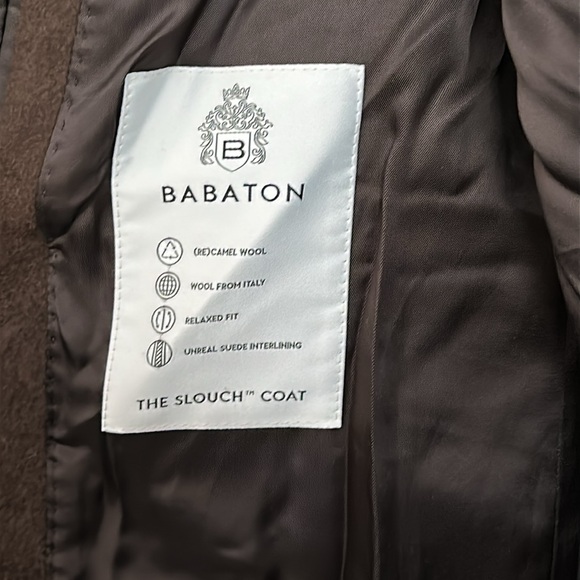 B
BABATON
(RE)CAMEL WOOL
WOOL FROM ITALY
RELAXED FIT
UNREAL SUEDE INTERLINING
THE SLOUCH™ COAT